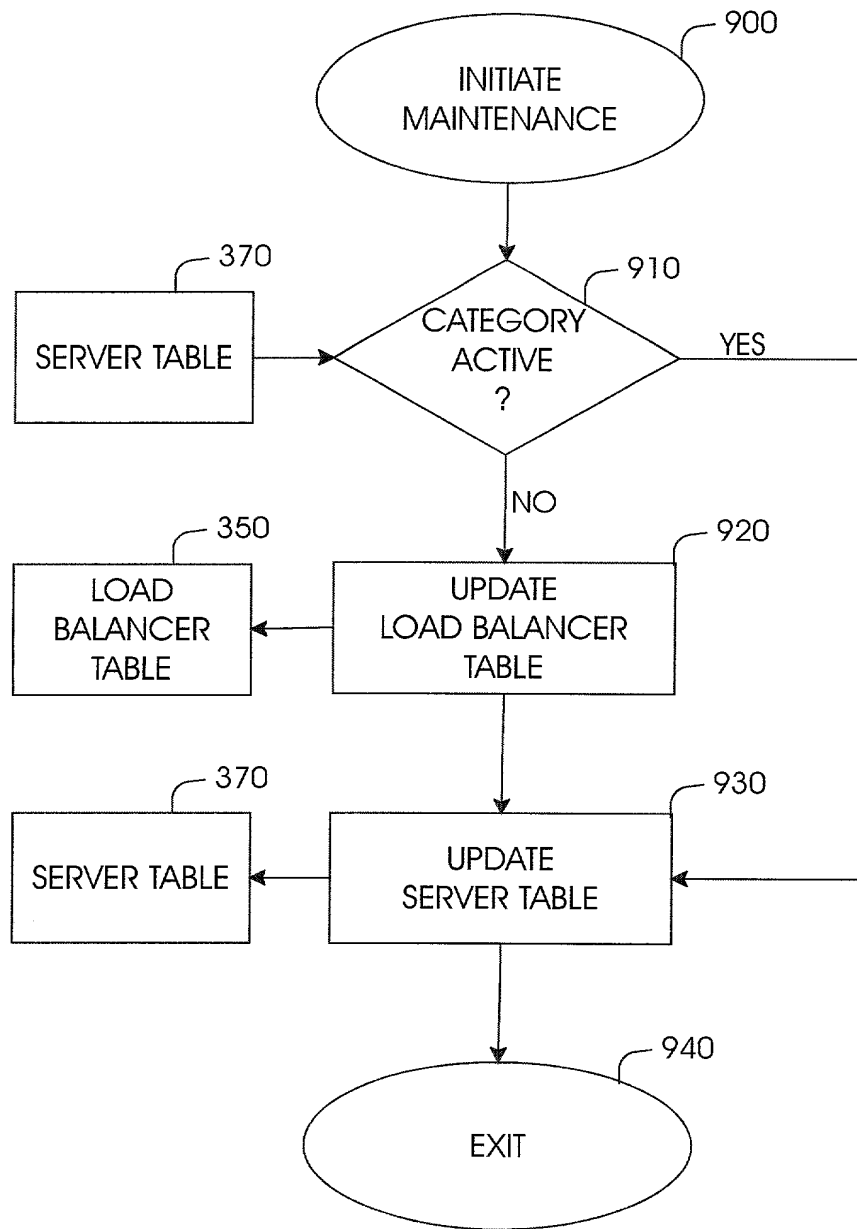 900
INITIATE
MAINTENANCE
370
910
SERVER TABLE
CATEGORY
ACTIVE
?
YES
NO
350
920
LOAD
BALANCER
TABLE
UPDATE
LOAD BALANCER
TABLE
370
930
SERVER TABLE
UPDATE
SERVER TABLE
940
EXIT